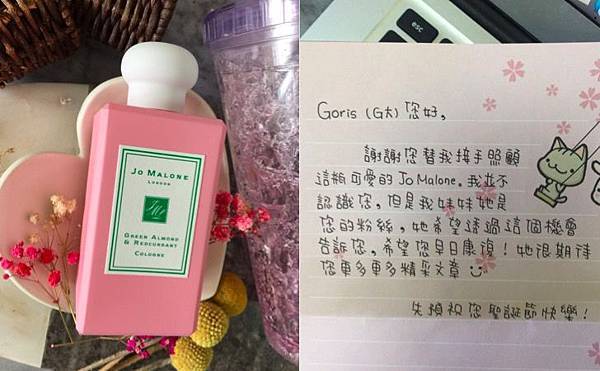 JO MALONE
LONDON
GREEN ALMOND
& REDCURRANT
COLOGNE
esc
Goris (G大) 您好,
謝謝您替我接手照顧
這瓶可愛的 Jo Malone。我並不
認識您, 但是我妹妹她是
您的粉絲, 她希望透過這個機會
告訴您, 希望您早日康復！她很期待
您更多更多精采文章
先預祝您聖誕節快樂！